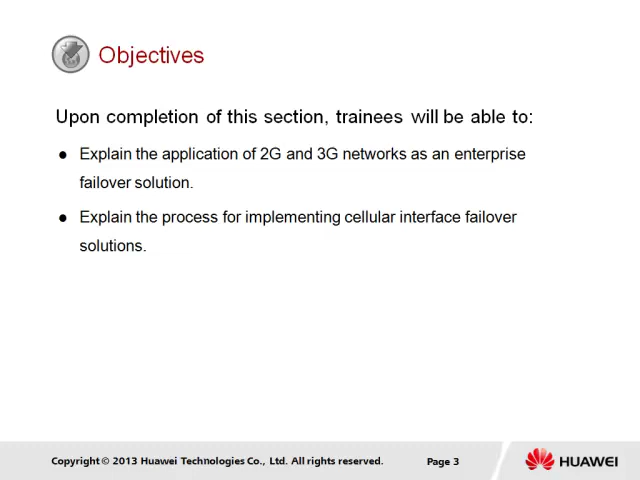 Objectives
Upon completion of this section, trainees will be able to:
● Explain the application of 2G and 3G networks as an enterprise
failover solution.
● Explain the process for implementing cellular interface failover
solutions.
Copyright © 2013 Huawei Technologies Co., Ltd. All rights reserved.
Page 3
HUAWEI